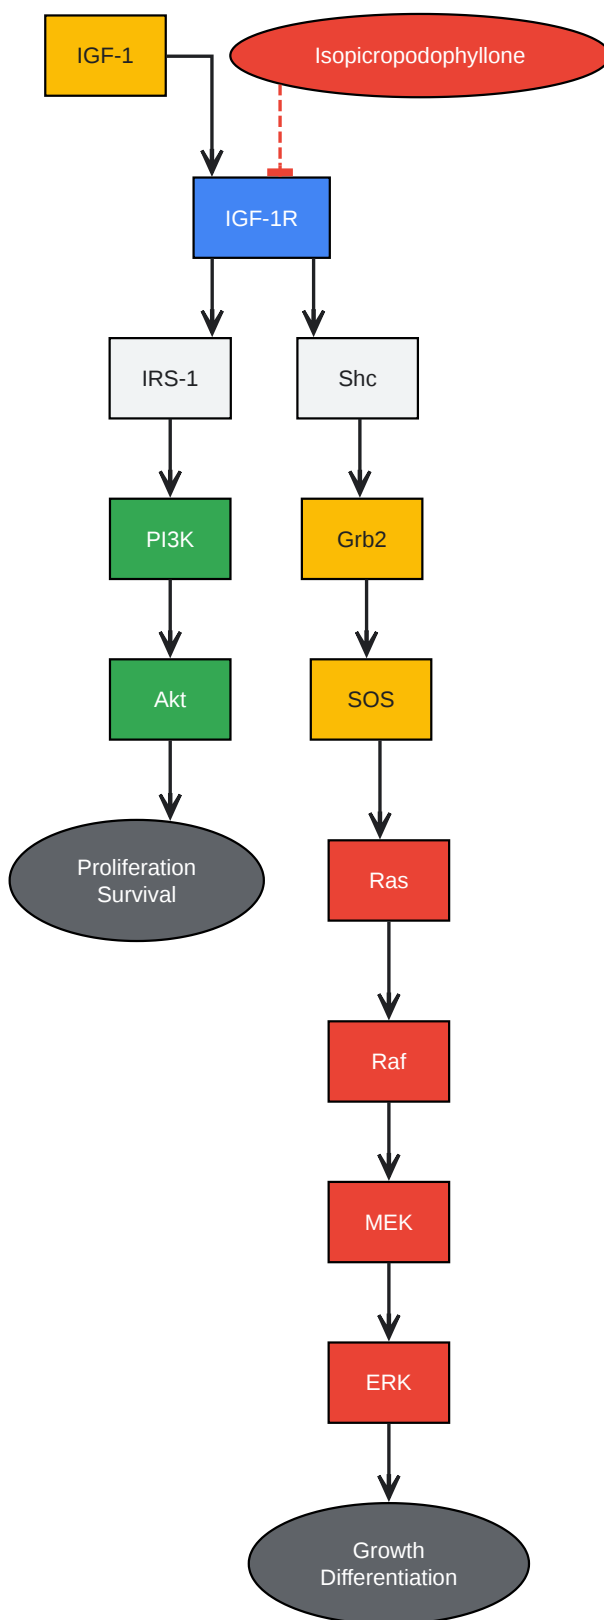 IGF-1
Isopicropodophyllone
IGF-1R
IRS-1
Shc
PI3K
Grb2
Akt
SOS
Proliferation
Survival
Ras
Raf
MEK
ERK
Growth
Differentiation